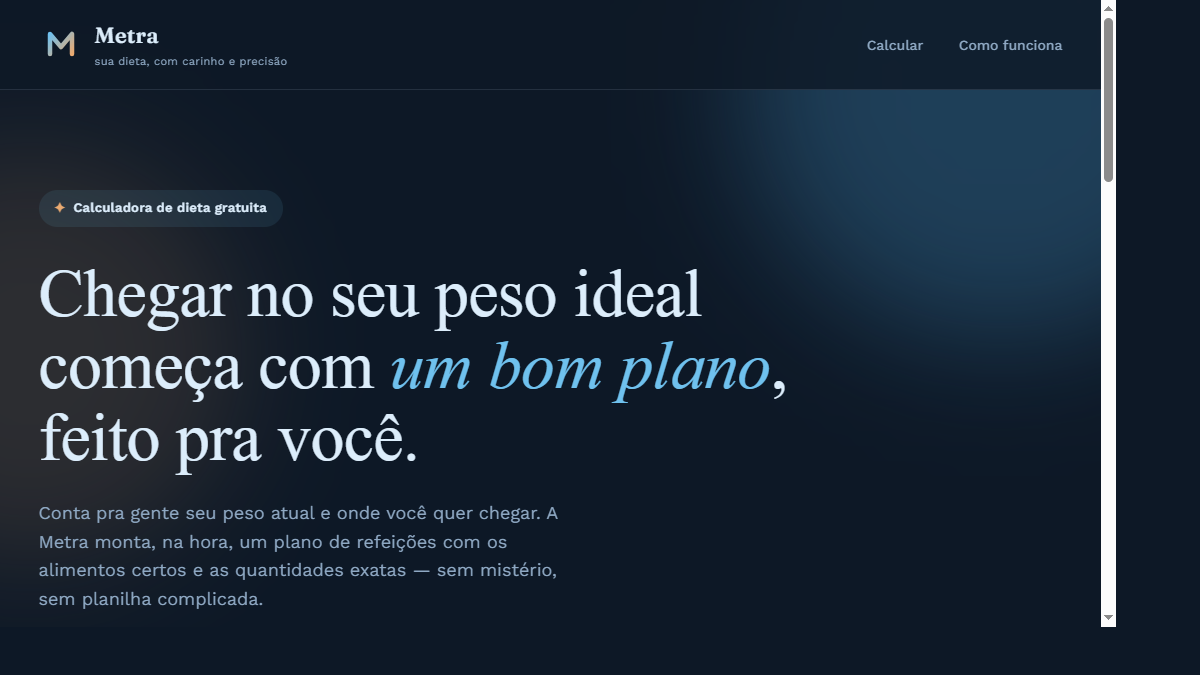 Metra
sua dieta, com carinho e precisão
Calcular
Como funciona
✦ Calculadora de dieta gratuita
Chegar no seu peso ideal
começa com um bom plano,
feito pra você.
Conta pra gente seu peso atual e onde você quer chegar. A
Metra monta, na hora, um plano de refeições com os
alimentos certos e as quantidades exatas — sem mistério,
sem planilha complicada.